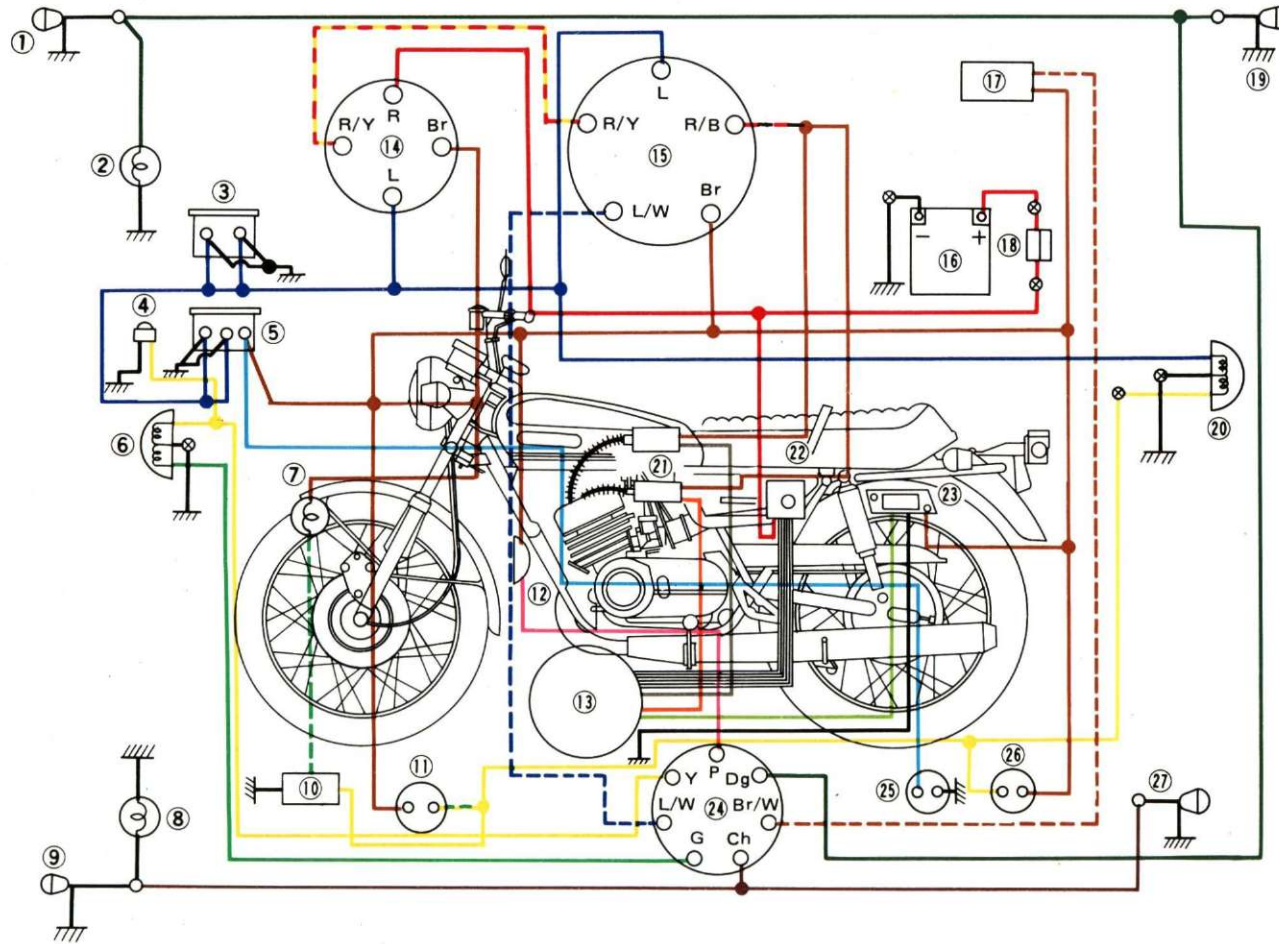 ①
②
③
④
⑤
⑥
⑦
⑧
⑨
⑩
⑪
⑫
⑬
R
R/Y
Br
⑭
L
L
R/Y
R/B
⑮
Br
L/W
−
+
⑯
⑰
⑱
⑲
⑳
㉑
㉒
㉓
P
Y
Dg
L/W
㉔
Br/W
G
Ch
㉕
㉖
㉗